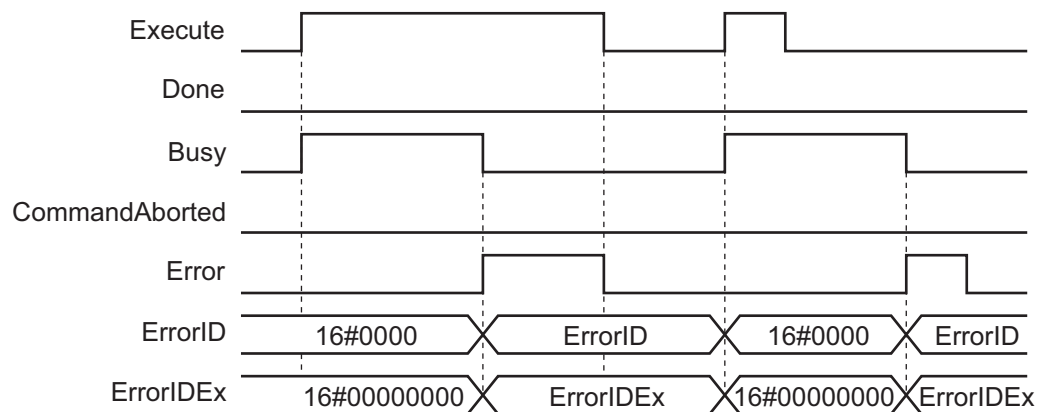 Execute
Done
Busy
CommandAborted
Error
ErrorID 16#0000 ErrorID 16#0000 ErrorID
ErrorIDEx 16#00000000 ErrorIDEx 16#00000000 ErrorIDEx